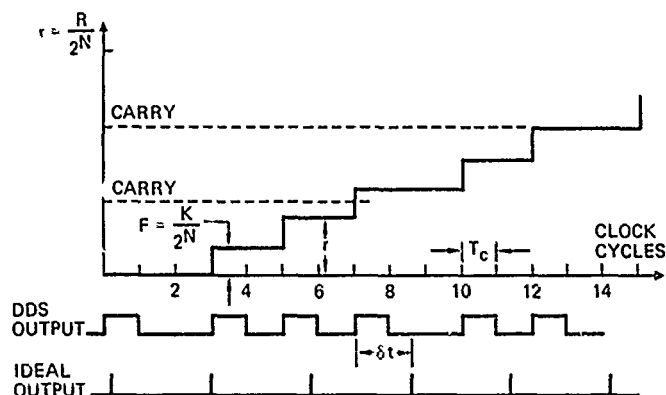 r = R/2^N
CARRY
CARRY
F = K/2^N
r
T_c
CLOCK
CYCLES
2 4 6 8 10 12 14
DDS
OUTPUT
δt
IDEAL
OUTPUT